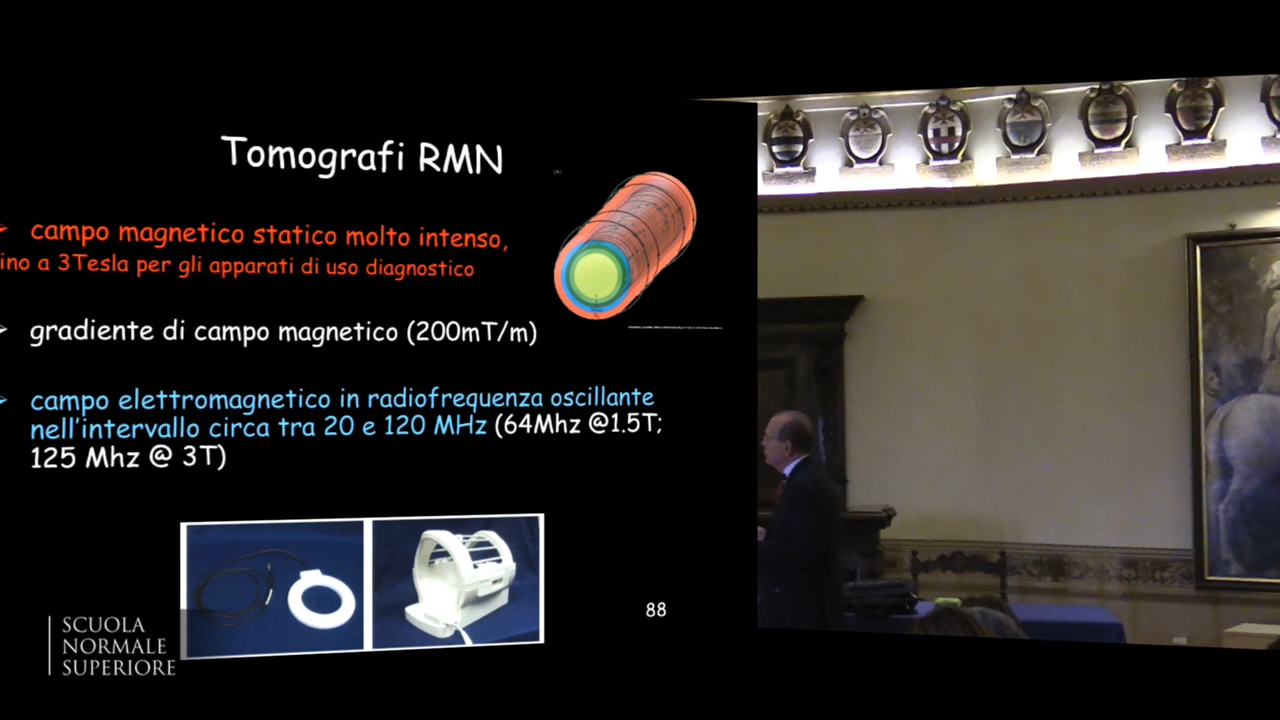 Tomografi RMN
campo magnetico statico molto intenso,
ino a 3Tesla per gli apparati di uso diagnostico
gradiente di campo magnetico (200mT/m)
campo elettromagnetico in radiofrequenza oscillante
nell'intervallo circa tra 20 e 120 MHz (64Mhz @1.5T;
125 Mhz @ 3T)
88
SCUOLA
NORMALE
SUPERIORE